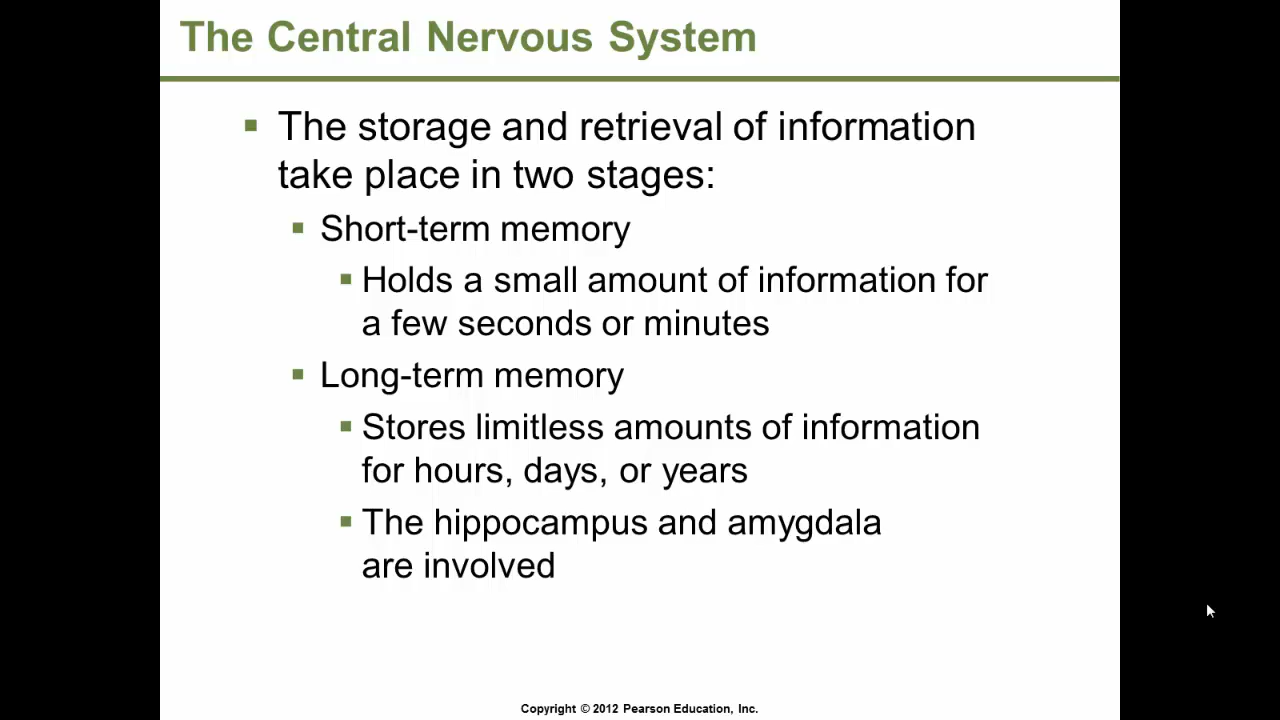 The Central Nervous System
▪ The storage and retrieval of information
take place in two stages:
▪ Short-term memory
▪ Holds a small amount of information for
a few seconds or minutes
▪ Long-term memory
▪ Stores limitless amounts of information
for hours, days, or years
▪ The hippocampus and amygdala
are involved
Copyright © 2012 Pearson Education, Inc.